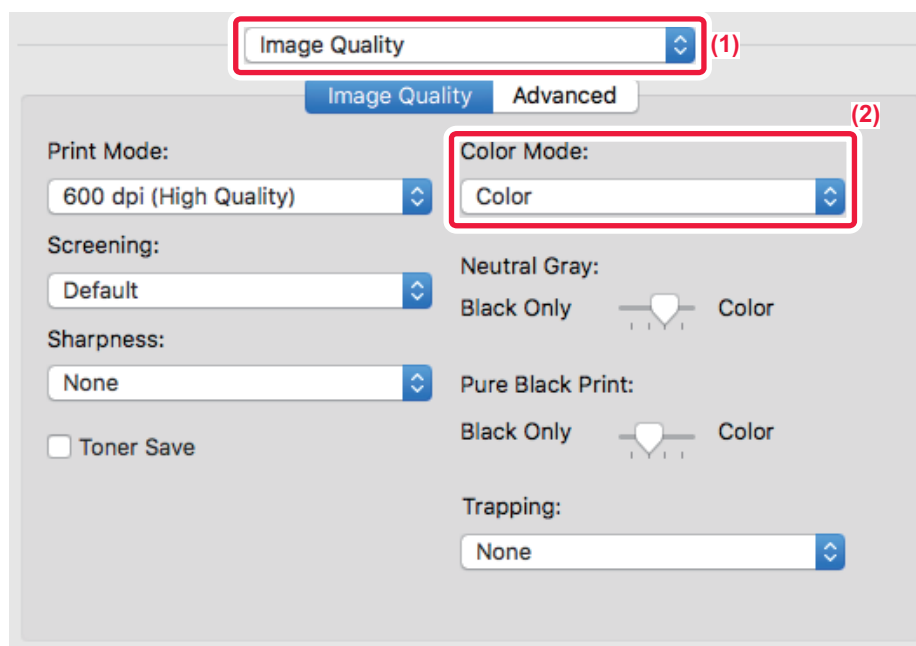 Image Quality
(1)
Image Quality
Advanced
(2)
Print Mode:
600 dpi (High Quality)
Screening:
Default
Sharpness:
None
Toner Save
Color Mode:
Color
Neutral Gray:
Black Only Color
Pure Black Print:
Black Only Color
Trapping:
None